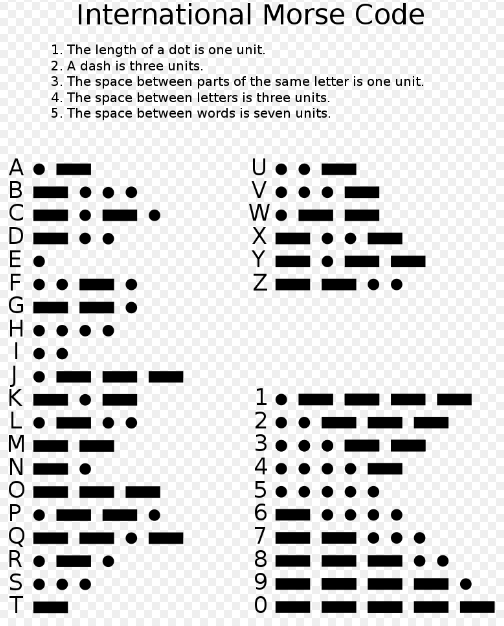 International Morse Code
1. The length of a dot is one unit.
2. A dash is three units.
3. The space between parts of the same letter is one unit.
4. The space between letters is three units.
5. The space between words is seven units.
A
B
C
D
E
F
G
H
I
J
K
L
M
N
O
P
Q
R
S
T
U
V
W
X
Y
Z
1
2
3
4
5
6
7
8
9
0